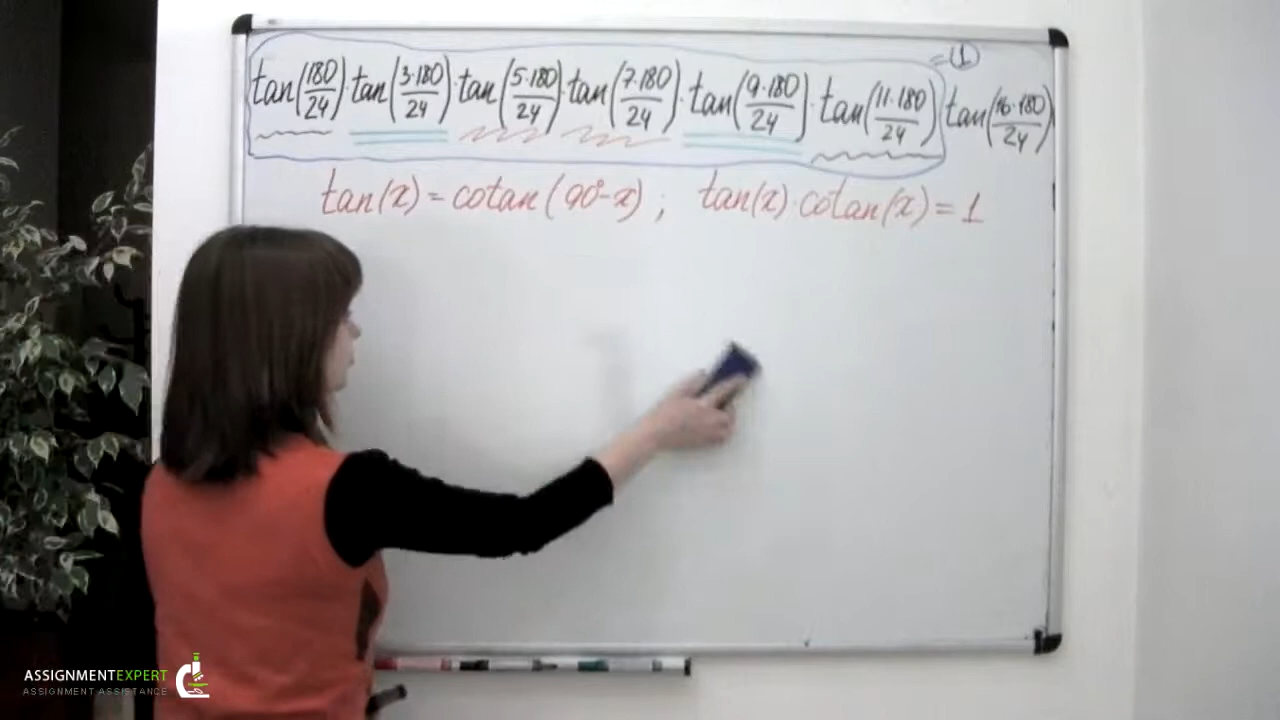 = (1)
tan(180/24)·tan(3·180/24)·tan(5·180/24)·tan(7·180/24)·tan(9·180/24)·tan(11·180/24) tan(16·180/24)
tan(x) = cotan(90°-x); tan(x)·cotan(x) = 1
ASSIGNMENTEXPERT
ASSIGNMENT ASSISTANCE